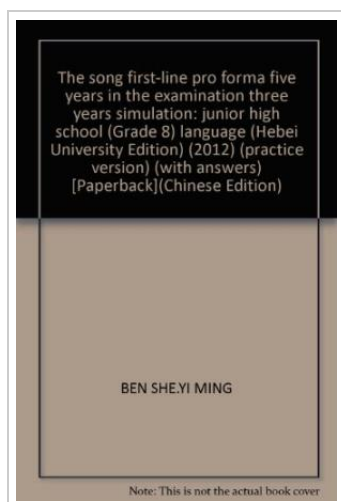 The song first-line pro forma five
years in the examination three
years simulation: junior high
school (Grade 8) language (Hebei
University Edition) (2012) (practice
version) (with answers)
[Paperback](Chinese Edition)
BEN SHE.YI MING
Note: This is not the actual book cover